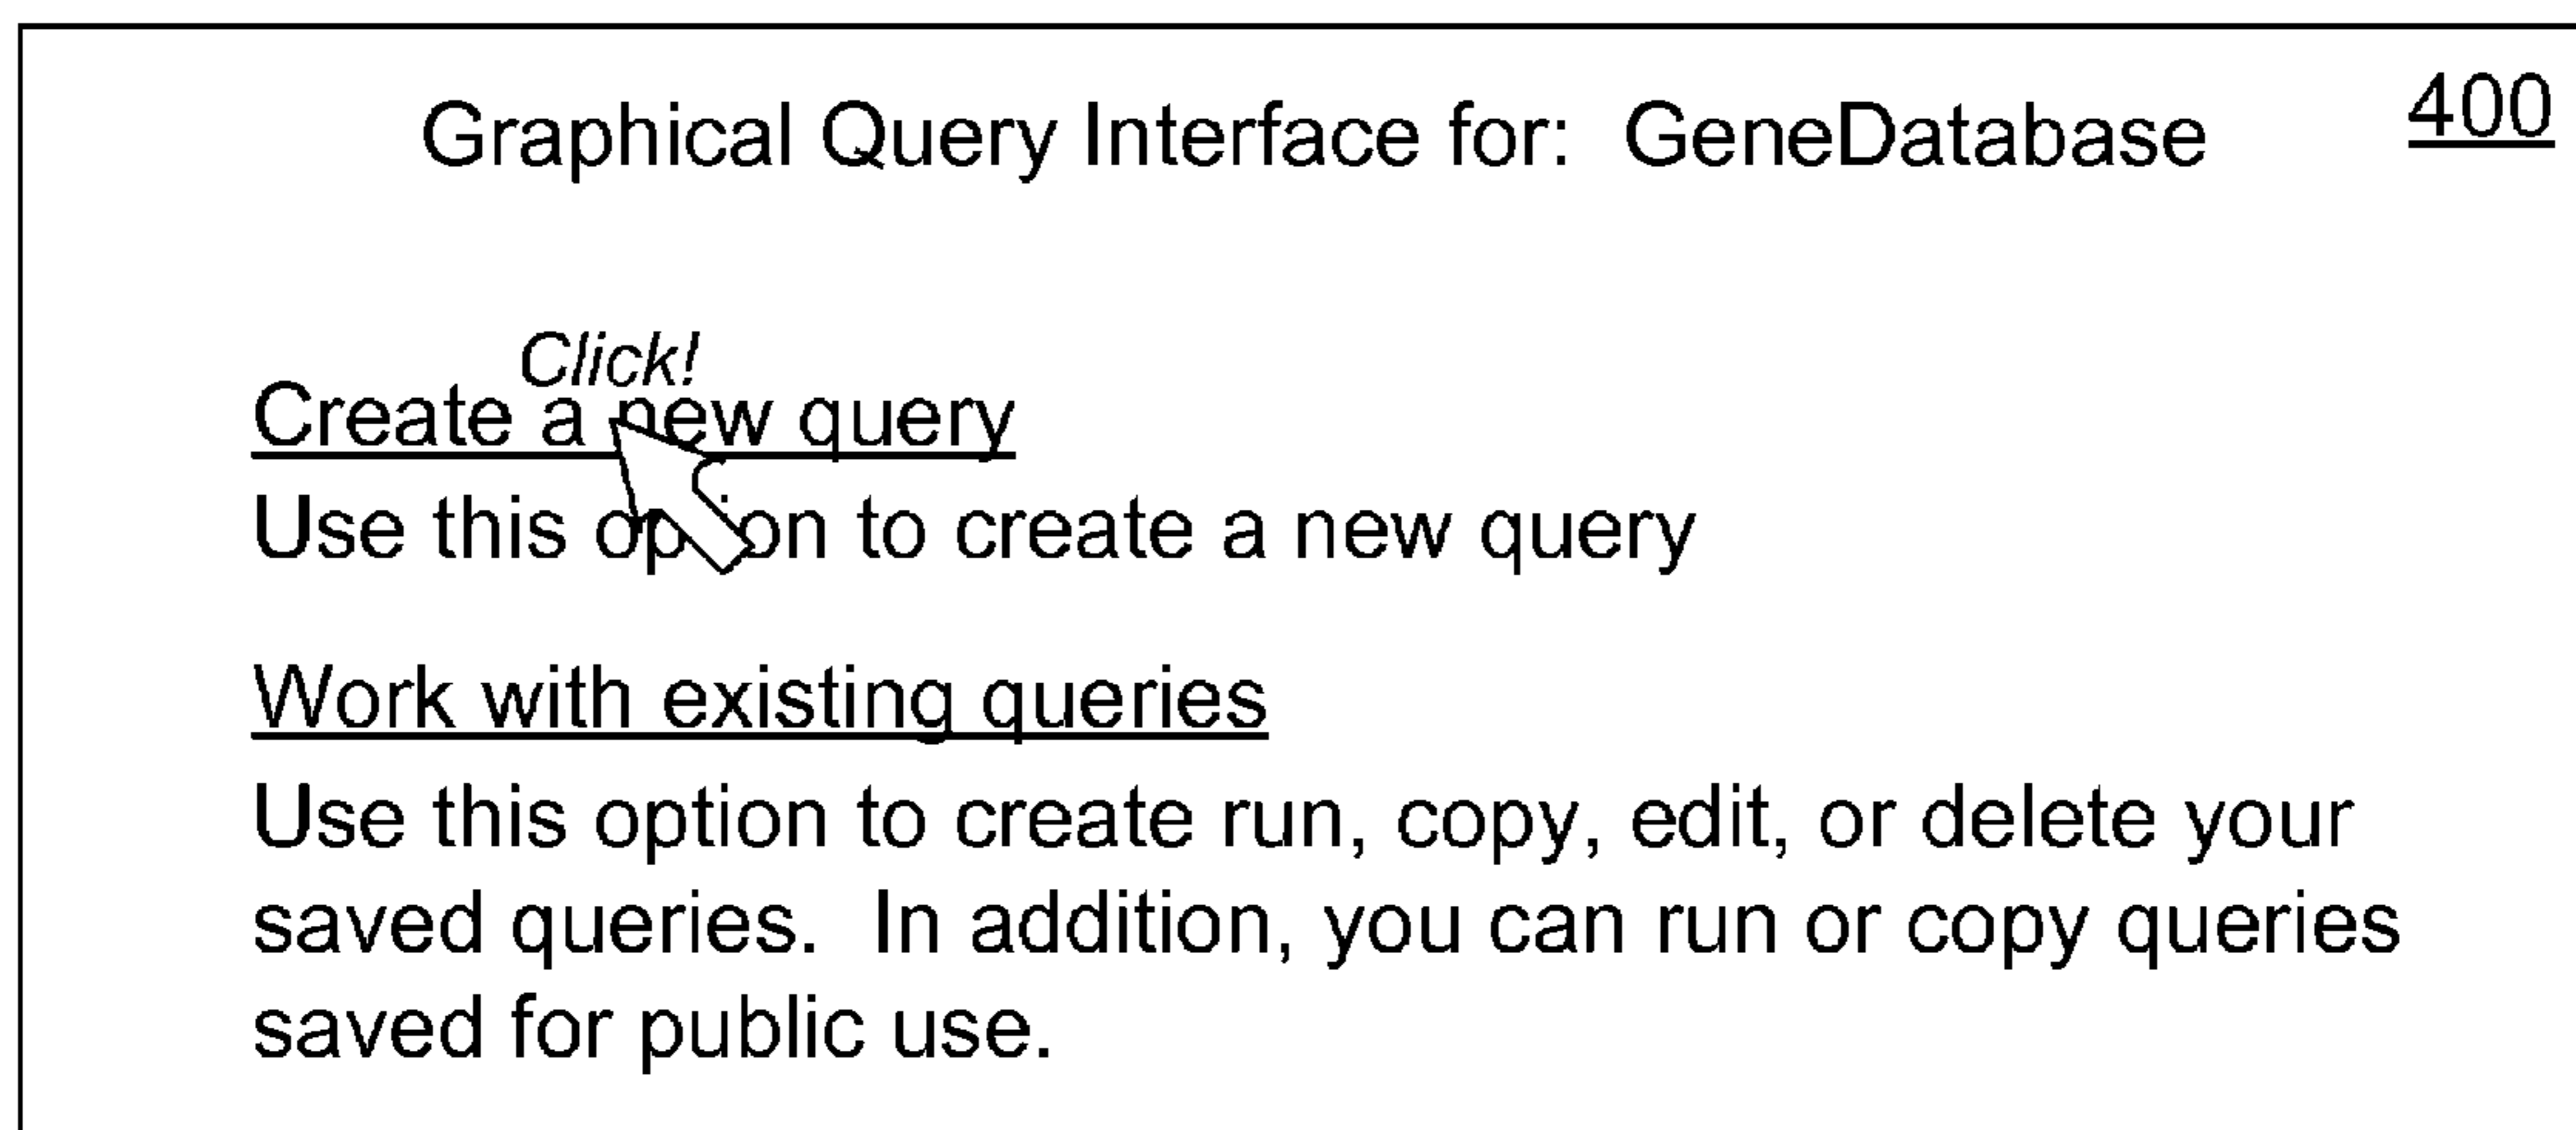 Graphical Query Interface for: GeneDatabase
400
Click!
Create a new query
Use this option to create a new query
Work with existing queries
Use this option to create run, copy, edit, or delete your
saved queries. In addition, you can run or copy queries
saved for public use.